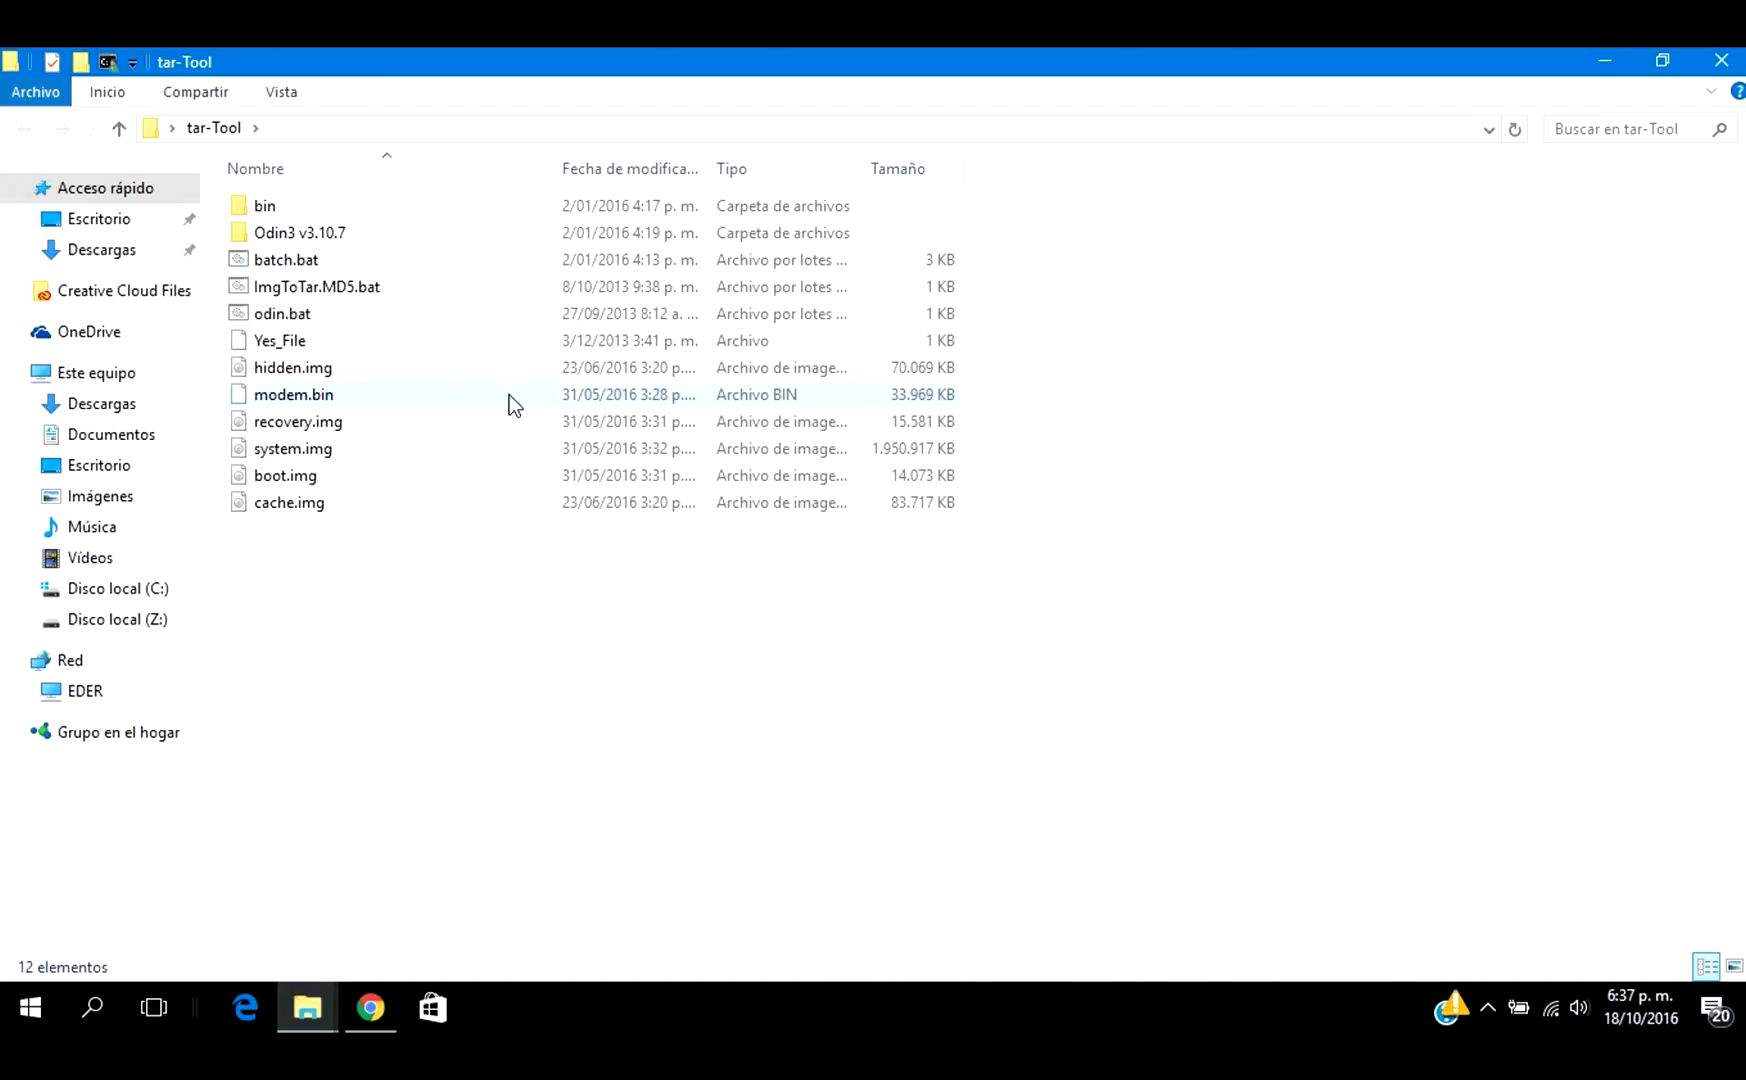 tar-Tool
Archivo Inicio Compartir Vista
tar-Tool Buscar en tar-Tool
Nombre Fecha de modifica... Tipo Tamaño
Acceso rápido
Escritorio
Descargas
Creative Cloud Files
OneDrive
Este equipo
Descargas
Documentos
Escritorio
Imágenes
Música
Vídeos
Disco local (C:)
Disco local (Z:)
Red
EDER
Grupo en el hogar
bin 2/01/2016 4:17 p. m. Carpeta de archivos
Odin3 v3.10.7 2/01/2016 4:19 p. m. Carpeta de archivos
batch.bat 2/01/2016 4:13 p. m. Archivo por lotes ... 3 KB
ImgToTar.MD5.bat 8/10/2013 9:38 p. m. Archivo por lotes ... 1 KB
odin.bat 27/09/2013 8:12 a. ... Archivo por lotes ... 1 KB
Yes_File 3/12/2013 3:41 p. m. Archivo 1 KB
hidden.img 23/06/2016 3:20 p.... Archivo de image... 70.069 KB
modem.bin 31/05/2016 3:28 p.... Archivo BIN 33.969 KB
recovery.img 31/05/2016 3:31 p.... Archivo de image... 15.581 KB
system.img 31/05/2016 3:32 p.... Archivo de image... 1.950.917 KB
boot.img 31/05/2016 3:31 p.... Archivo de image... 14.073 KB
cache.img 23/06/2016 3:20 p.... Archivo de image... 83.717 KB
12 elementos
6:37 p. m.
18/10/2016
20